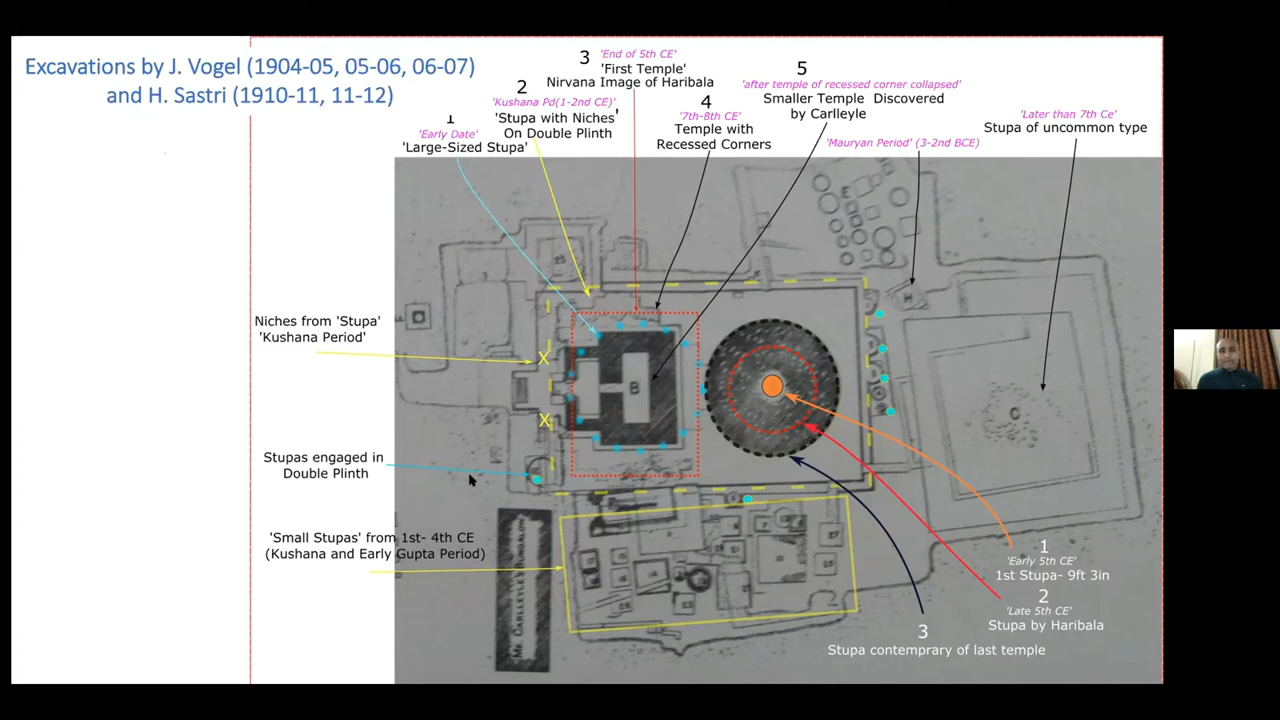 Excavations by J. Vogel (1904-05, 05-06, 06-07)
and H. Sastri (1910-11, 11-12)
1
'Early Date'
'Large-Sized Stupa'
2
'Kushana Pd(1-2nd CE)'
'Stupa with Niches'
On Double Plinth
3
'End of 5th CE'
'First Temple'
Nirvana Image of Haribala
4
'7th-8th CE'
Temple with
Recessed Corners
5
'after temple of recessed corner collapsed'
Smaller Temple Discovered
by Carlleyle
'Mauryan Period' (3-2nd BCE)
'Later than 7th Ce'
Stupa of uncommon type
Niches from 'Stupa'
'Kushana Period'
X
X
Stupas engaged in
Double Plinth
'Small Stupas' from 1st- 4th CE
(Kushana and Early Gupta Period)
E
H
B
C
MR. CARLLEYLE'S BUNGALOW
1
'Early 5th CE'
1st Stupa- 9ft 3in
2
'Late 5th CE'
Stupa by Haribala
3
Stupa contemprary of last temple